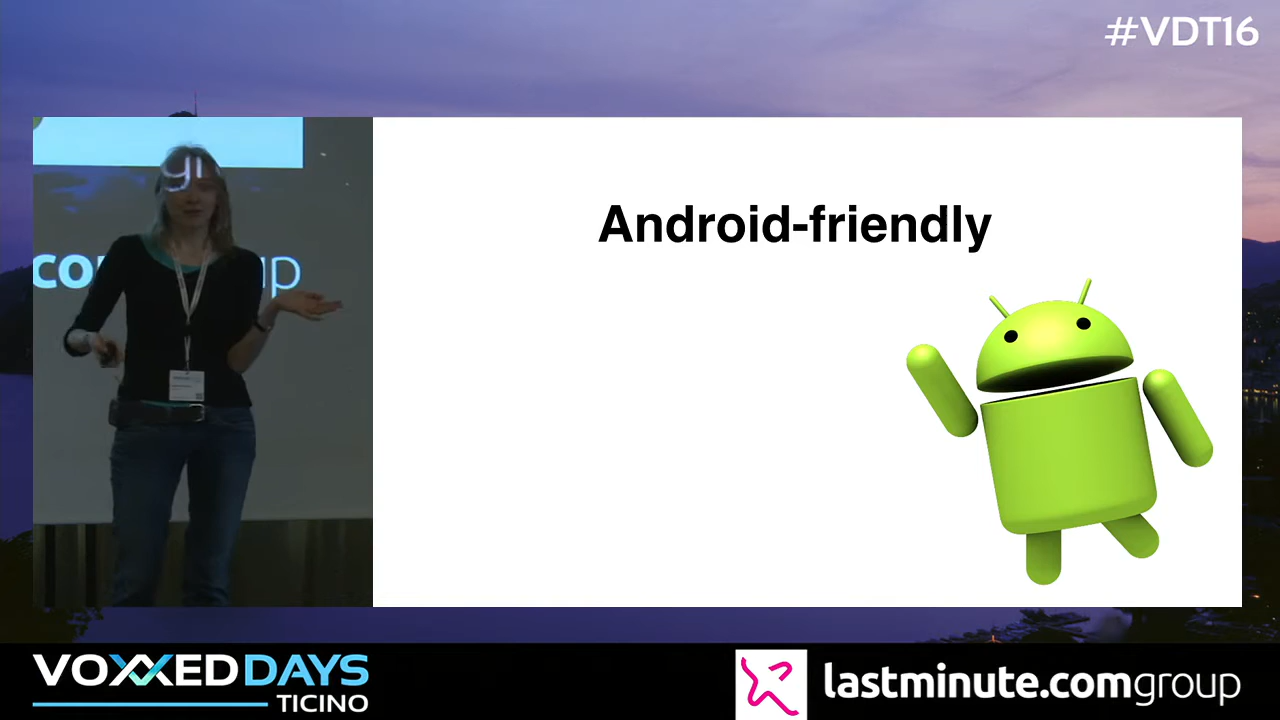 #VDT16
Android-friendly
VOXXED DAYS
TICINO
lastminute.comgroup